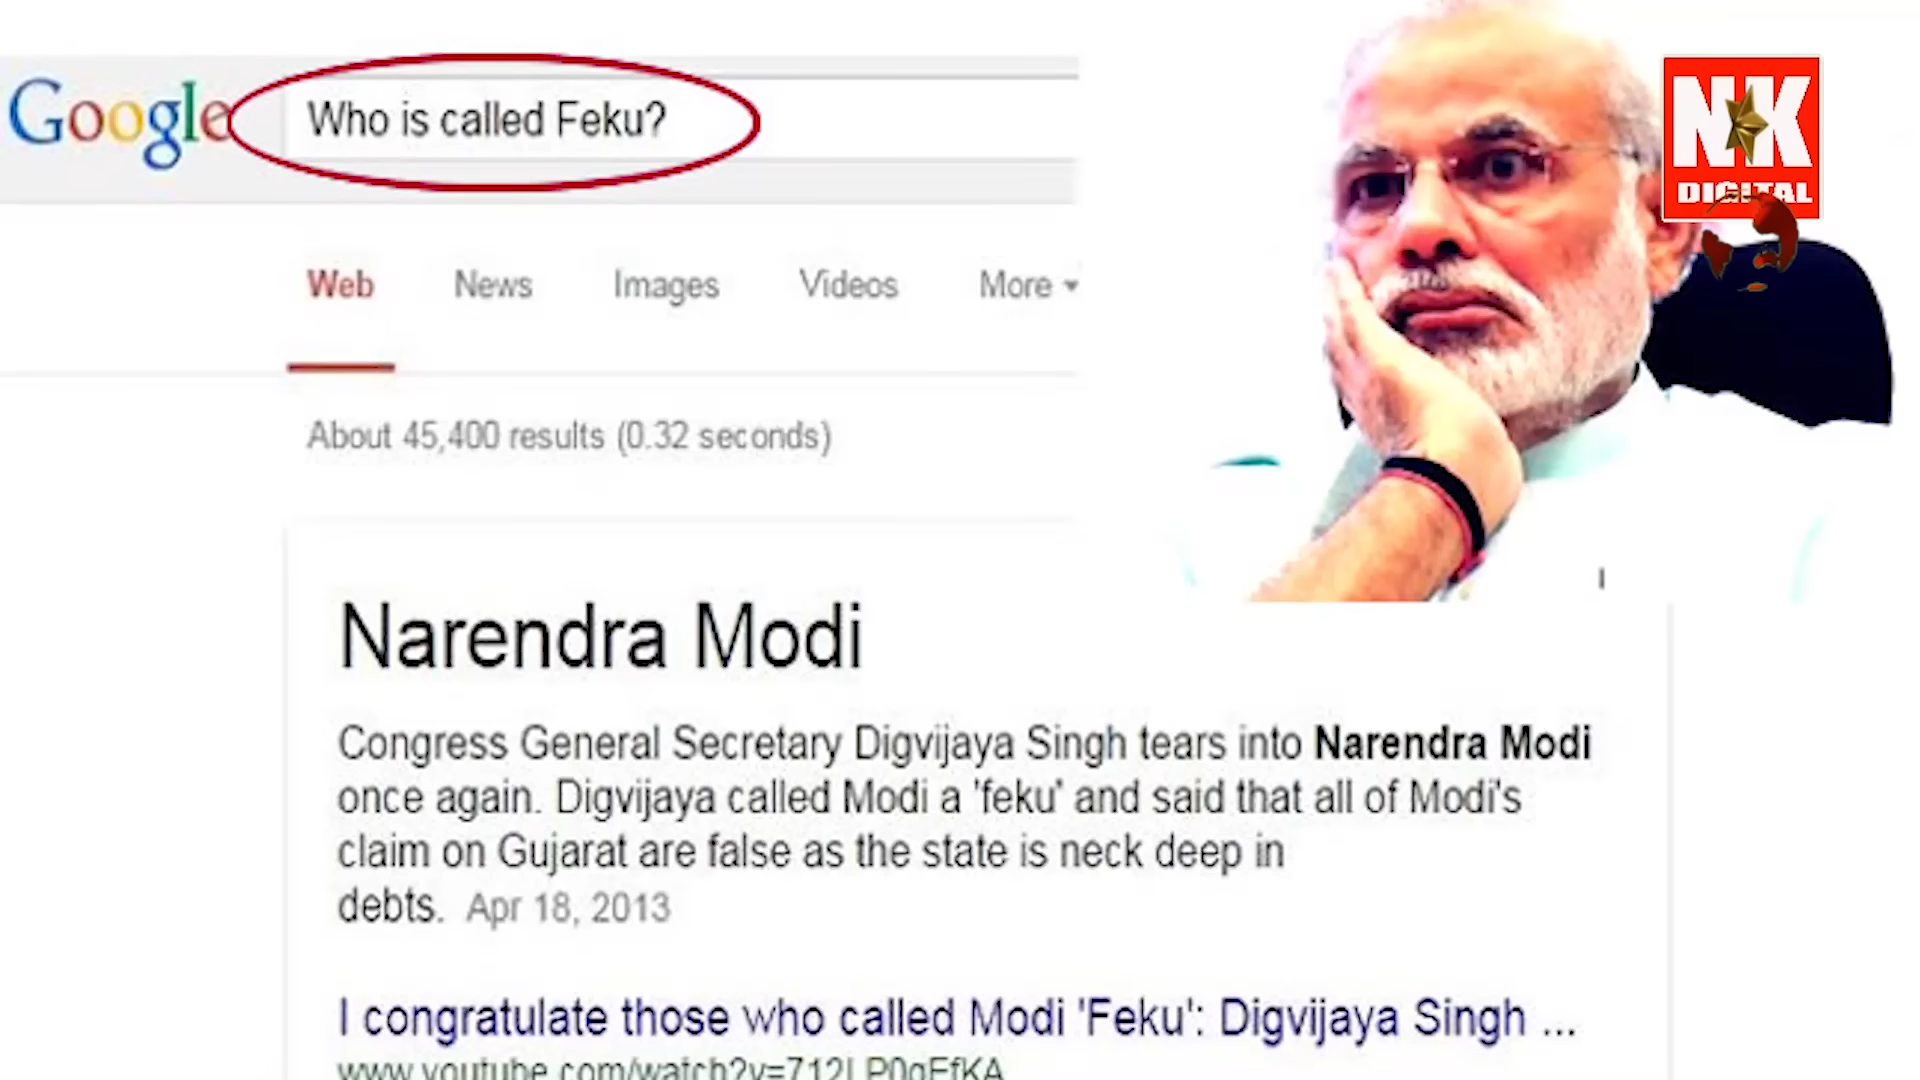 Google
Who is called Feku?
NK
DIGITAL
Web News Images Videos More
About 45,400 results (0.32 seconds)
Narendra Modi
Congress General Secretary Digvijaya Singh tears into Narendra Modi
once again. Digvijaya called Modi a 'feku' and said that all of Modi's
claim on Gujarat are false as the state is neck deep in
debts. Apr 18, 2013
I congratulate those who called Modi 'Feku': Digvijaya Singh ...